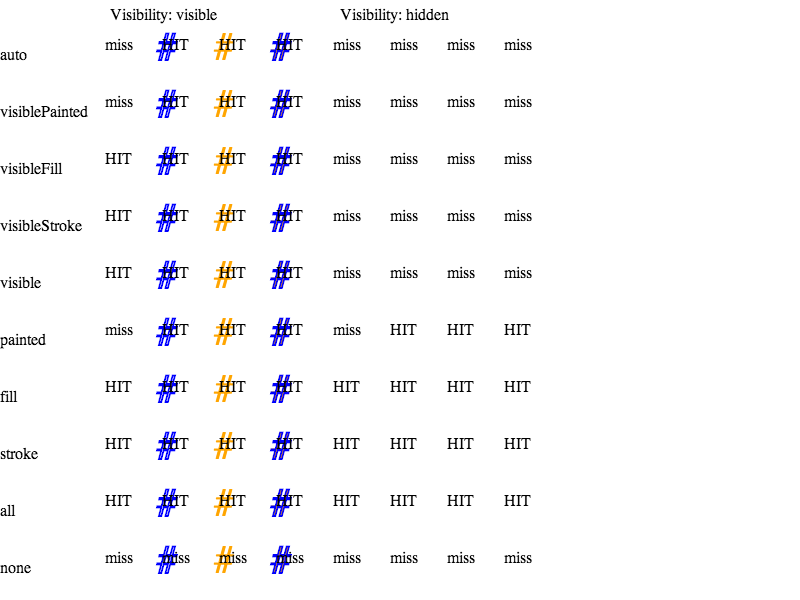 Visibility: visible Visibility: hidden
auto miss #HIT #HIT #HIT miss miss miss miss
visiblePainted miss #HIT #HIT #HIT miss miss miss miss
visibleFill HIT #HIT #HIT #HIT miss miss miss miss
visibleStroke HIT #HIT #HIT #HIT miss miss miss miss
visible HIT #HIT #HIT #HIT miss miss miss miss
painted miss #HIT #HIT #HIT miss HIT HIT HIT
fill HIT #HIT #HIT #HIT HIT HIT HIT HIT
stroke HIT #HIT #HIT #HIT HIT HIT HIT HIT
all HIT #HIT #HIT #HIT HIT HIT HIT HIT
none miss #miss #miss #miss miss miss miss miss